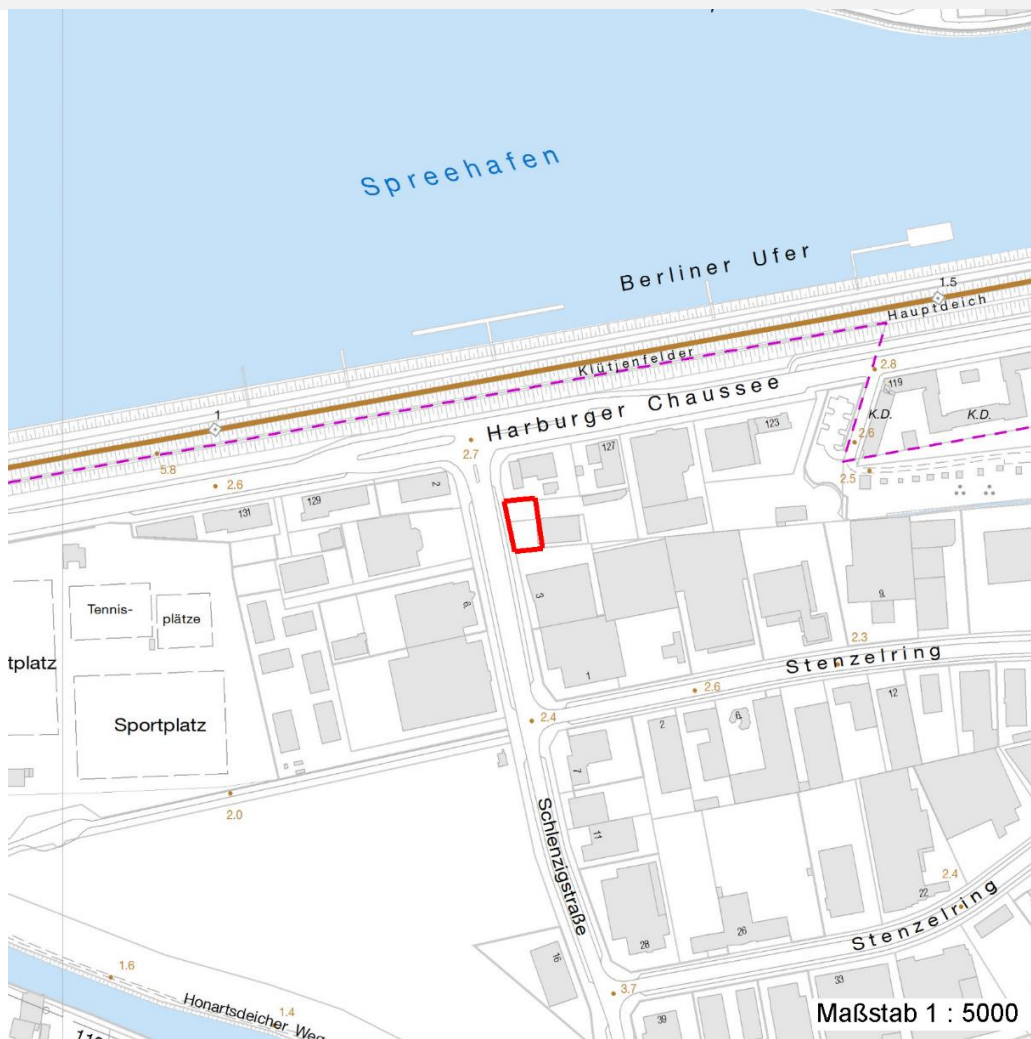 Spreehafen
Berliner Ufer
1.5
Hauptdeich
Klütjenfelder
2.8
Harburger Chaussee
119
K.D.
K.D.
1
123
2.6
5.8
2.7
127
2.5
2.6
2
129
131
Tennis-
plätze
6
3
9
2.3
tplatz
Stenzelring
1
2.6
12
Sportplatz
2.4
2
6
7
2.0
Schlenzigstraße
11
2.4
22
Stenzelring
28
26
16
1.6
3.7
33
Honartsdeicher Weg
1.4
39
Maßstab 1 : 5000